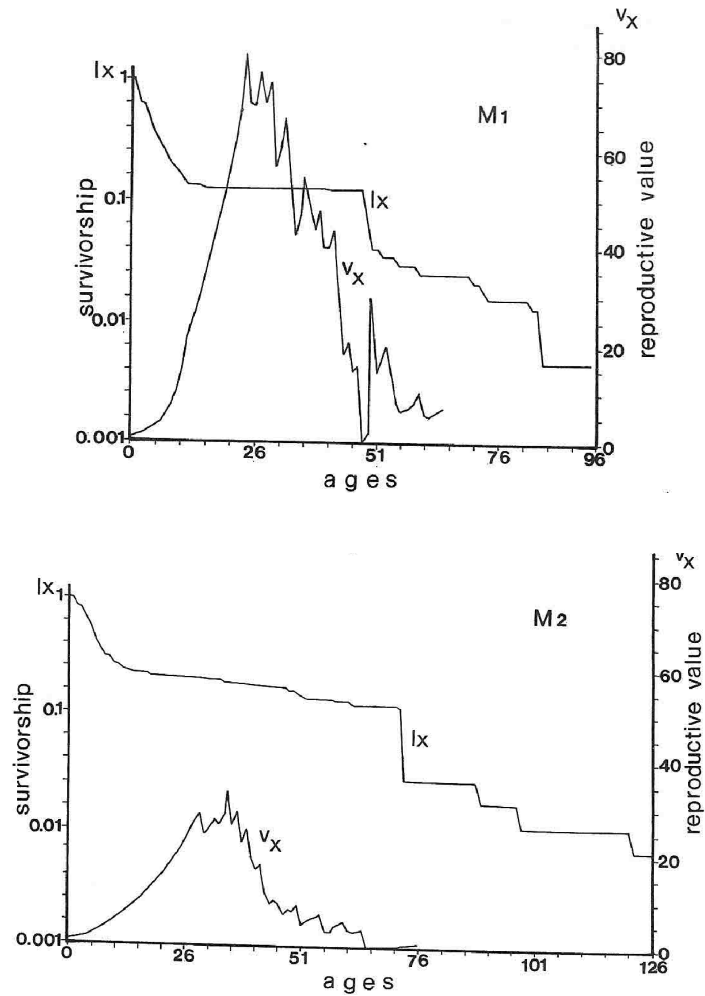 vx
lx 1
80
M1
60
0.1
lx
survivorship
reproductive value
40
vx
0.01
20
0.001
0
0 26 51 76 96
ages
vx
lx 1
80
M2
60
0.1
lx
survivorship
reproductive value
40
0.01
vx
20
0.001
0
0 26 51 76 101 126
ages